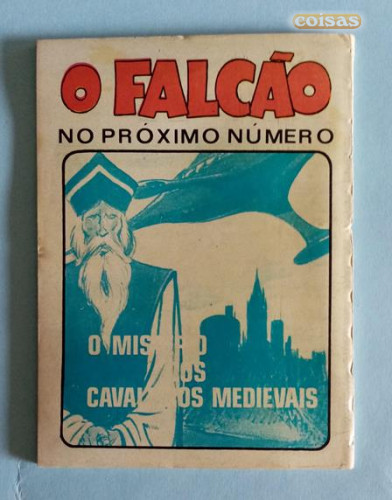 coisas
O FALCÃO
NO PRÓXIMO NÚMERO
O
MEDIEVAIS